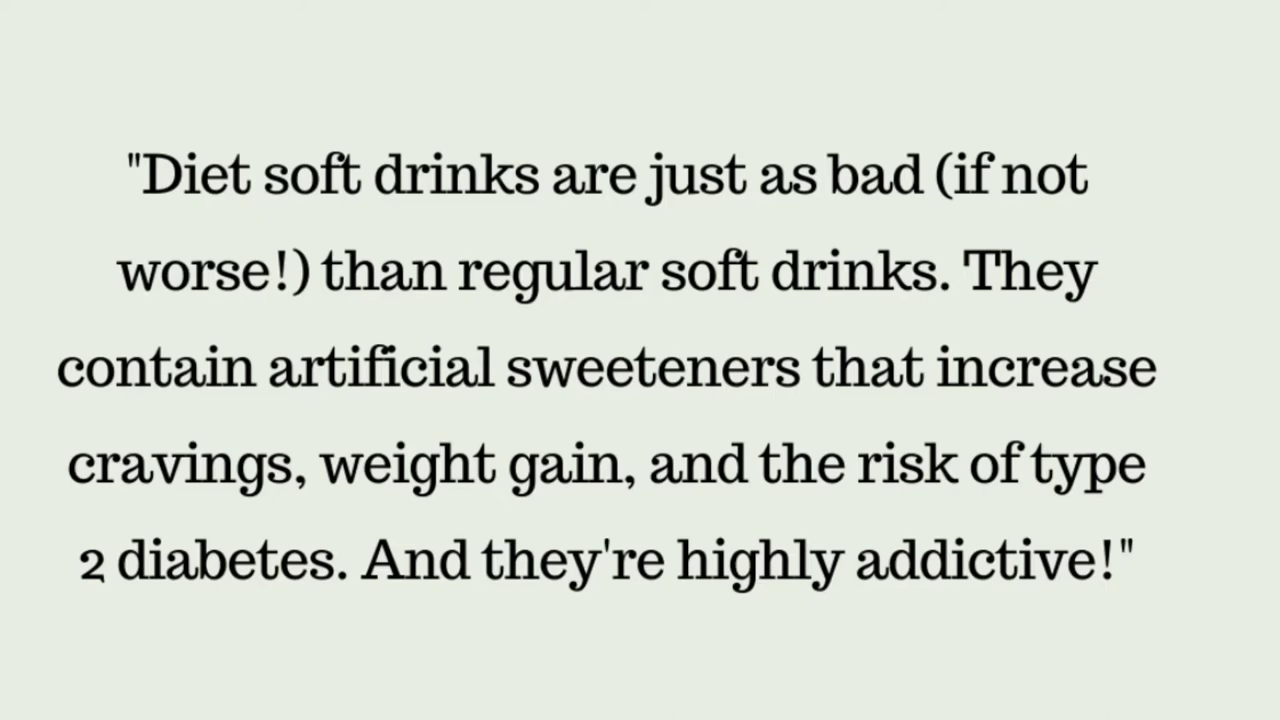 "Diet soft drinks are just as bad (if not
worse!) than regular soft drinks. They
contain artificial sweeteners that increase
cravings, weight gain, and the risk of type
2 diabetes. And they're highly addictive!"